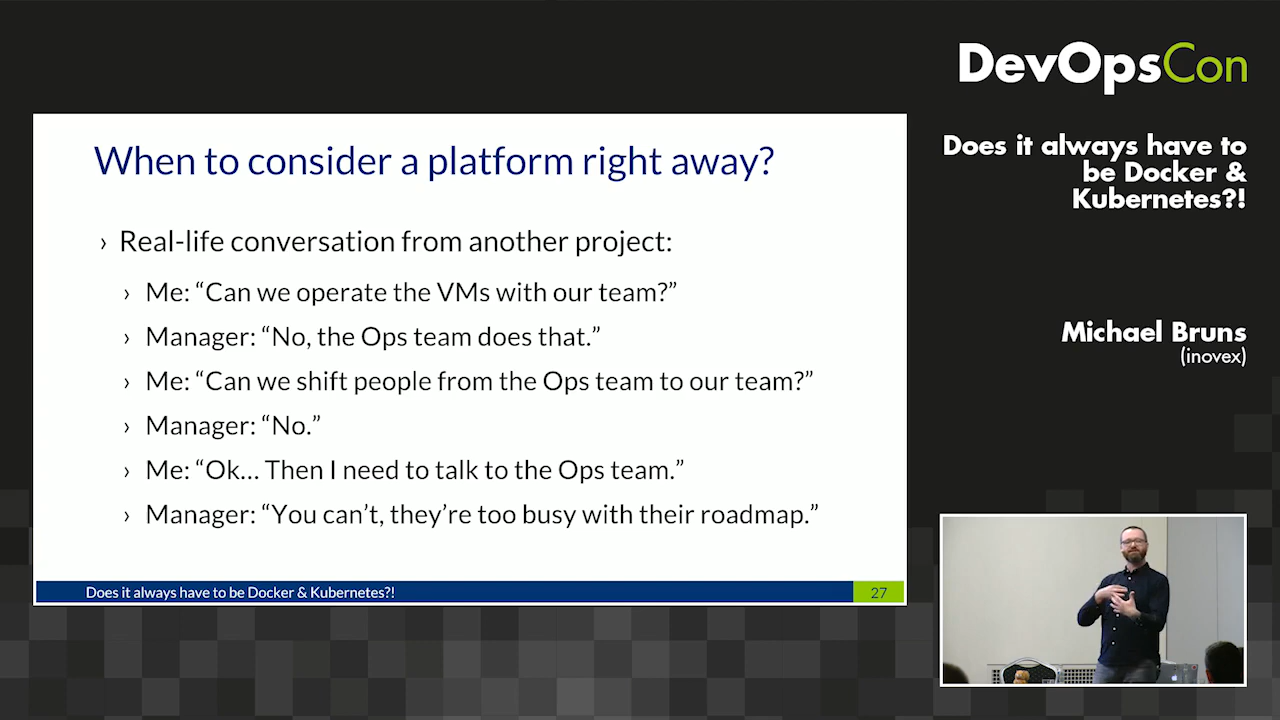 DevOpsCon
Does it always have to
be Docker &
Kubernetes?!
Michael Bruns
(inovex)
When to consider a platform right away?
› Real-life conversation from another project:
› Me: “Can we operate the VMs with our team?”
› Manager: “No, the Ops team does that.”
› Me: “Can we shift people from the Ops team to our team?”
› Manager: “No.”
› Me: “Ok... Then I need to talk to the Ops team.”
› Manager: “You can’t, they’re too busy with their roadmap.”
Does it always have to be Docker & Kubernetes?!
27